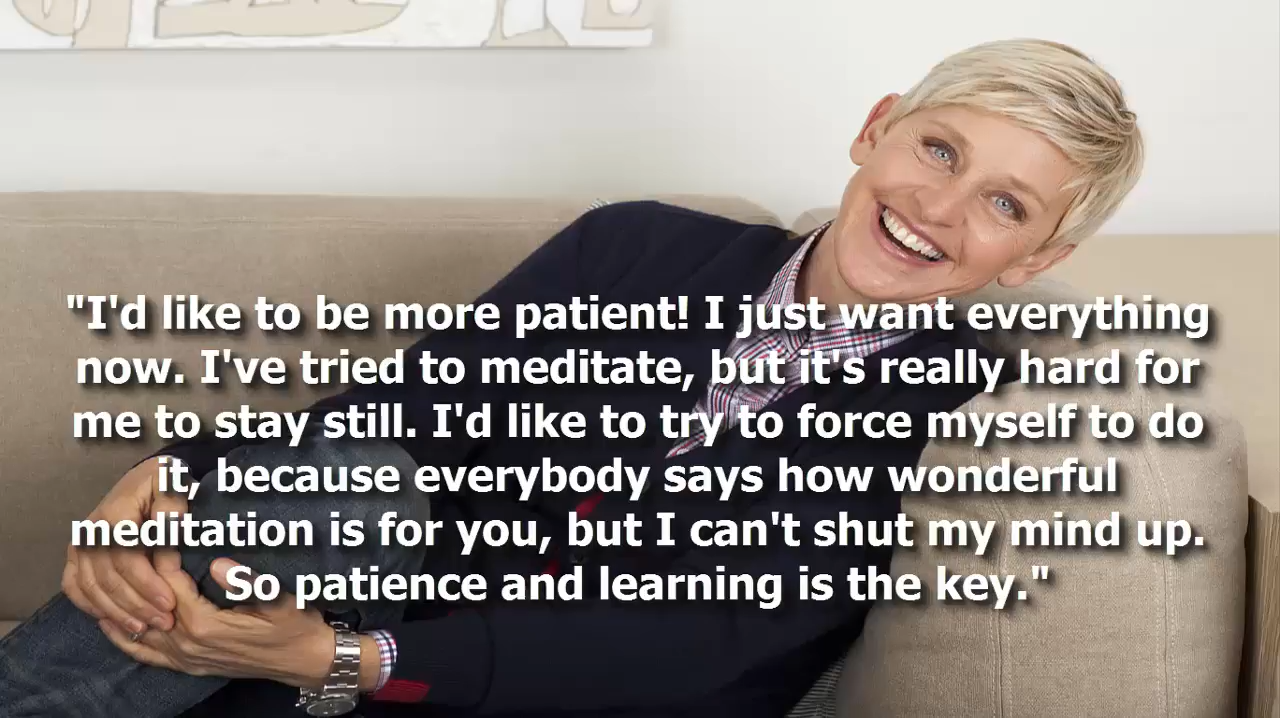 "I'd like to be more patient! I just want everything
now. I've tried to meditate, but it's really hard for
me to stay still. I'd like to try to force myself to do
it, because everybody says how wonderful
meditation is for you, but I can't shut my mind up.
So patience and learning is the key."